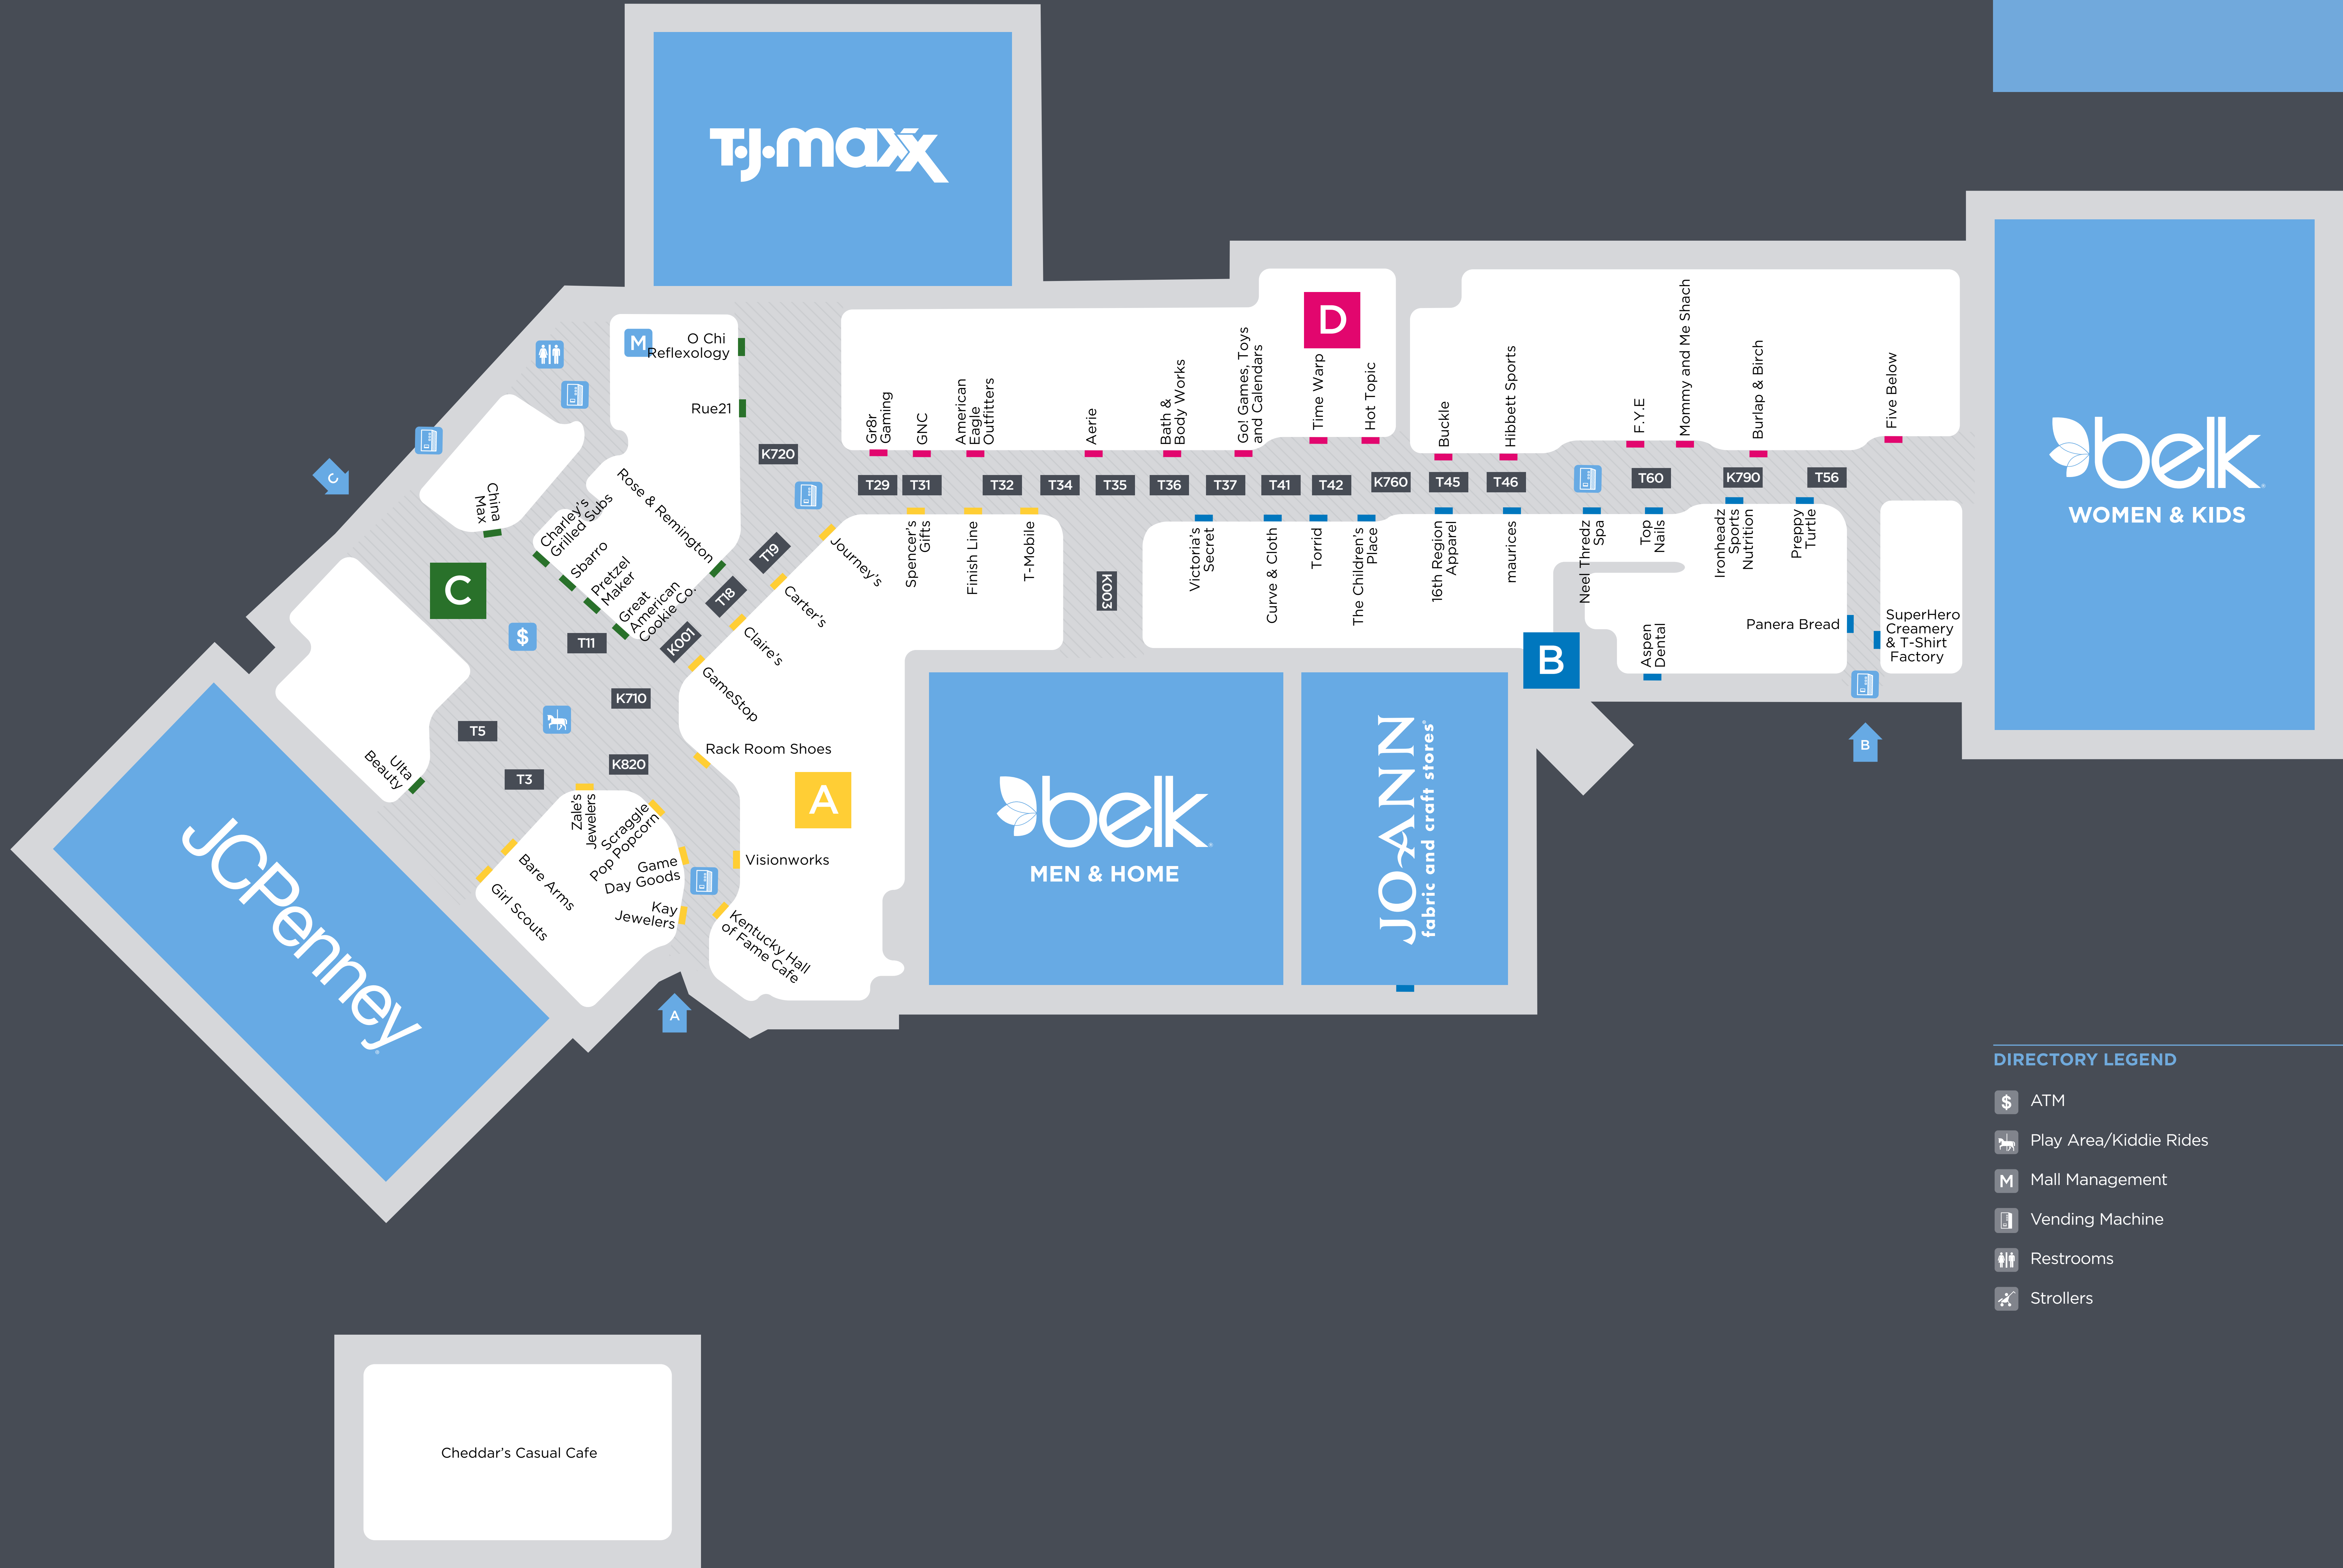 T·J·maxx
O Chi
Reflexology
M
Rue21
C
China
Max
Charley's
Grilled Subs
Sbarro
Pretzel
Maker
Great
American
Cookie Co.
Rose & Remington
C
$
T11
K001
T18
T19
K720
K710
T5
T3
K820
Ulta
Beauty
JCPenney
Journey's
Carter's
Claire's
GameStop
Rack Room Shoes
A
Visionworks
Kentucky Hall
of Fame Cafe
Zale's
Jewelers
Scraggle
Pop Popcorn
Game
Day Goods
Kay
Jewelers
Bare Arms
Girl Scouts
A
Gr8r
Gaming
GNC
American
Eagle
Outfitters
Aerie
Bath &
Body Works
Go! Games, Toys
and Calendars
D
Time Warp
Hot Topic
Buckle
Hibbett Sports
F.Y.E
Mommy and Me Shach
Burlap & Birch
Five Below
T29
T31
T32
T34
T35
T36
T37
T41
T42
K760
T45
T46
T60
K790
T56
Spencer's
Gifts
Finish Line
T-Mobile
K003
Victoria's
Secret
Curve & Cloth
Torrid
The Children's
Place
16th Region
Apparel
maurices
Neel Thredz
Spa
Top
Nails
Ironheadz
Sports
Nutrition
Preppy
Turtle
Panera Bread
SuperHero
Creamery
& T-Shirt
Factory
Aspen
Dental
B
B
belk
WOMEN & KIDS
belk
MEN & HOME
JO-ANN
fabric and craft stores®
DIRECTORY LEGEND
$ ATM
Play Area/Kiddie Rides
M Mall Management
Vending Machine
Restrooms
Strollers
Cheddar's Casual Cafe